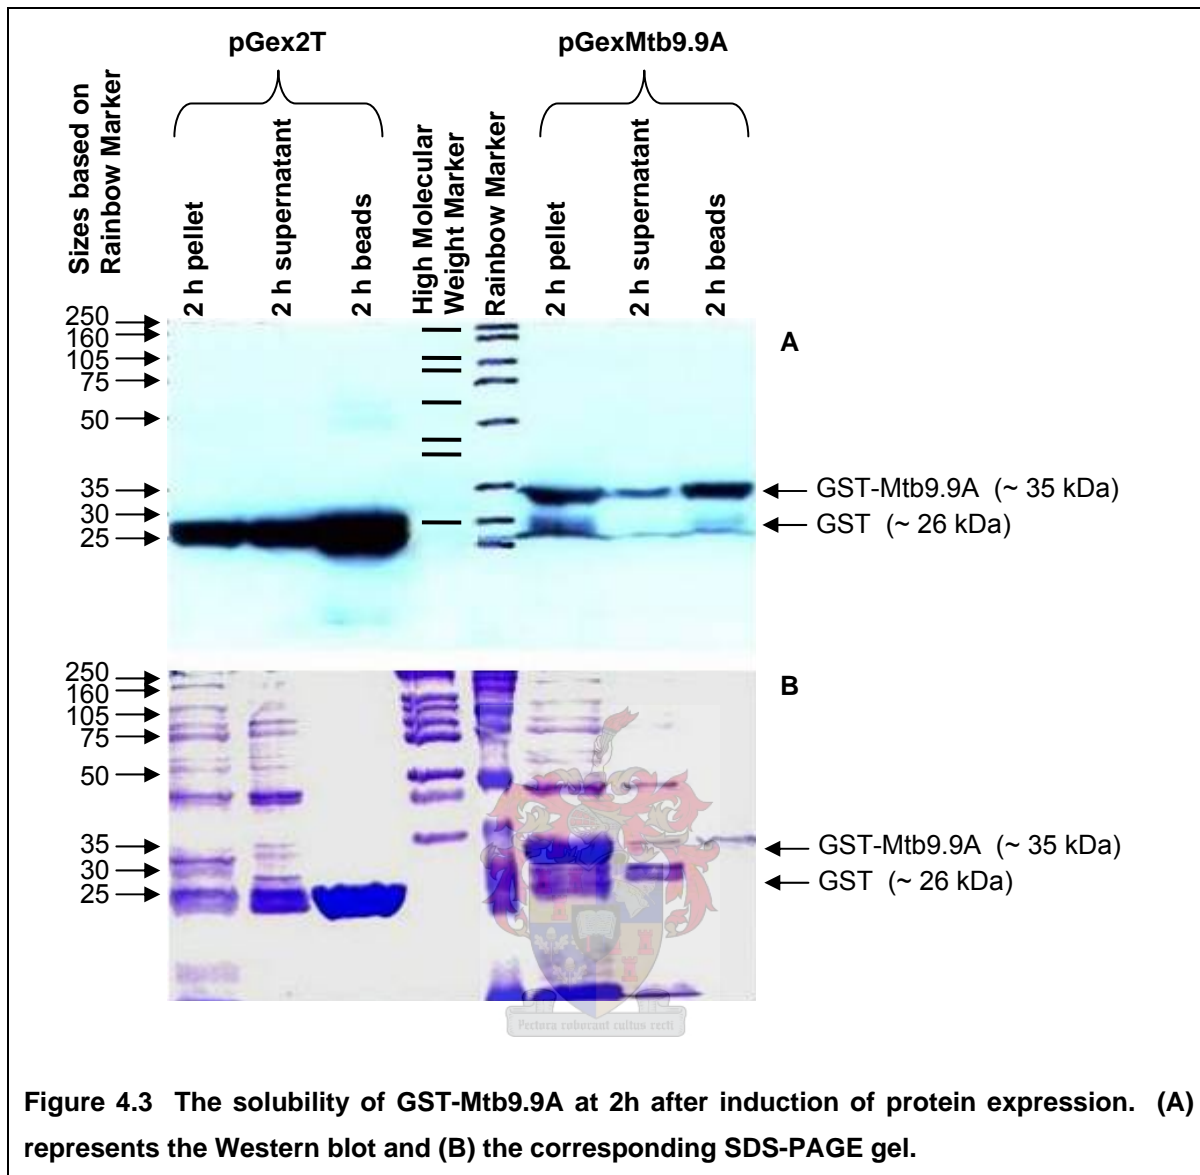 pGex2T
pGexMtb9.9A
Sizes based on
Rainbow Marker
2 h pellet
2 h supernatant
2 h beads
High Molecular
Weight Marker
Rainbow Marker
2 h pellet
2 h supernatant
2 h beads
250
160
105
75
50
35
30
25
A
GST-Mtb9.9A (~ 35 kDa)
GST (~ 26 kDa)
250
160
105
75
50
35
30
25
B
GST-Mtb9.9A (~ 35 kDa)
GST (~ 26 kDa)
Pectora roborant cultus recti
Figure 4.3 The solubility of GST-Mtb9.9A at 2h after induction of protein expression. (A)
represents the Western blot and (B) the corresponding SDS-PAGE gel.